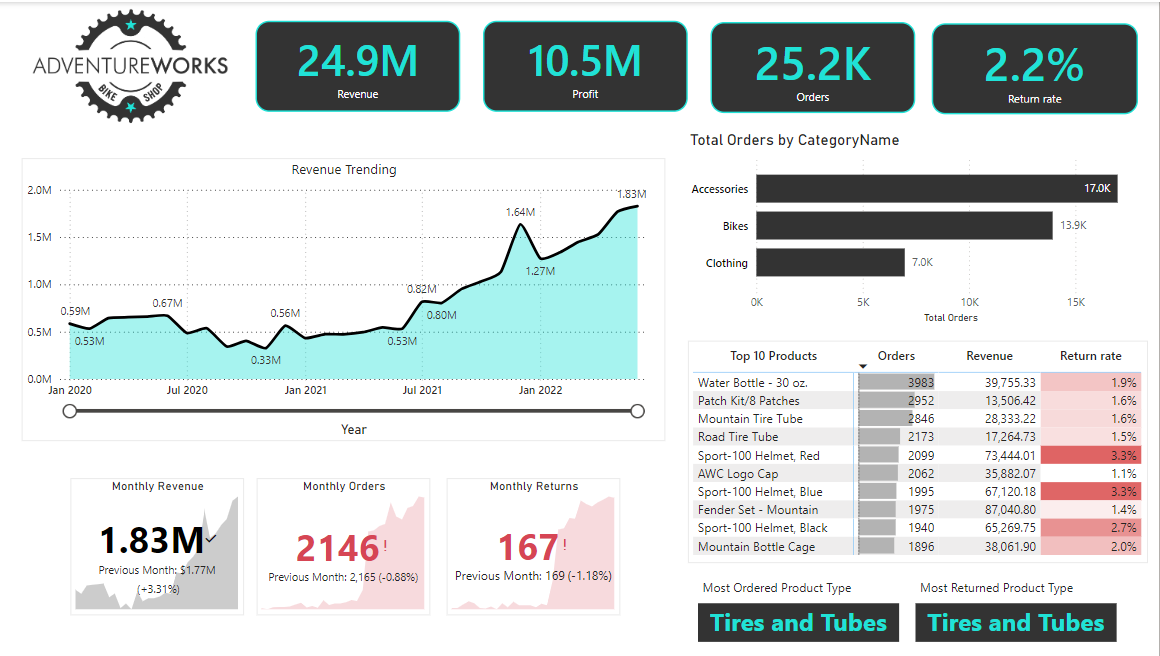 ADVENTUREWORKS
BIKE SHOP
24.9M
Revenue
10.5M
Profit
25.2K
Orders
2.2%
Return rate
Revenue Trending
2.0M
1.5M
1.0M
0.5M
0.0M
0.59M
0.53M
0.67M
0.33M
0.56M
0.53M
0.82M
0.80M
1.64M
1.27M
1.83M
Jan 2020
Jul 2020
Jan 2021
Jul 2021
Jan 2022
Year
Total Orders by CategoryName
Accessories 17.0K
Bikes 13.9K
Clothing 7.0K
0K 5K 10K 15K
Total Orders
Top 10 Products Orders Revenue Return rate
Water Bottle - 30 oz. 3983 39,755.33 1.9%
Patch Kit/8 Patches 2952 13,506.42 1.6%
Mountain Tire Tube 2846 28,333.22 1.6%
Road Tire Tube 2173 17,264.73 1.5%
Sport-100 Helmet, Red 2099 73,444.01 3.3%
AWC Logo Cap 2062 35,882.07 1.1%
Sport-100 Helmet, Blue 1995 67,120.18 3.3%
Fender Set - Mountain 1975 87,040.80 1.4%
Sport-100 Helmet, Black 1940 65,269.75 2.7%
Mountain Bottle Cage 1896 38,061.90 2.0%
Monthly Revenue
1.83M
Previous Month: $1.77M
(+3.31%)
Monthly Orders
2146!
Previous Month: 2,165 (-0.88%)
Monthly Returns
167!
Previous Month: 169 (-1.18%)
Most Ordered Product Type
Tires and Tubes
Most Returned Product Type
Tires and Tubes